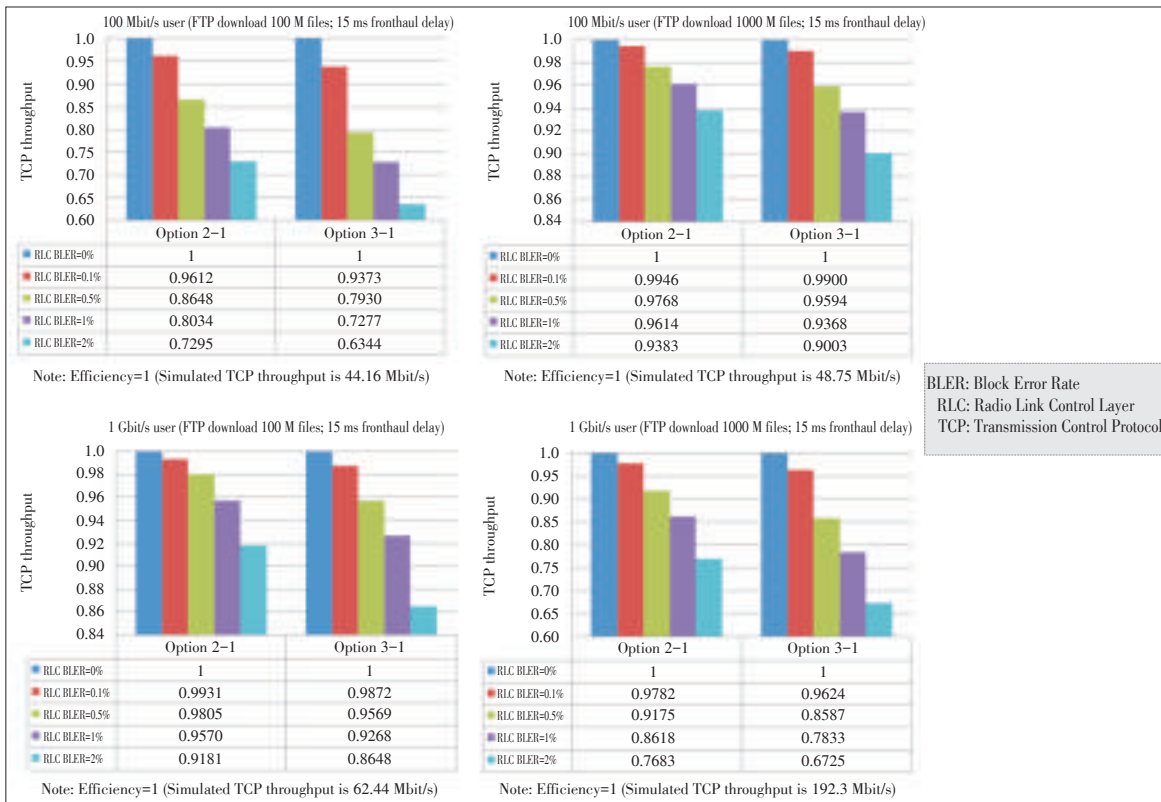 100 Mbit/s user (FTP download 100 M files; 15 ms fronthaul delay)
1.0
0.95
0.90
0.85
0.80
0.75
0.70
0.65
0.60
TCP throughput
Option 2-1 Option 3-1
RLC BLER=0% 1 1
RLC BLER=0.1% 0.9612 0.9373
RLC BLER=0.5% 0.8648 0.7930
RLC BLER=1% 0.8034 0.7277
RLC BLER=2% 0.7295 0.6344
Note: Efficiency=1 (Simulated TCP throughput is 44.16 Mbit/s)
100 Mbit/s user (FTP download 1000 M files; 15 ms fronthaul delay)
1.0
0.98
0.96
0.94
0.92
0.90
0.88
0.86
0.84
TCP throughput
Option 2-1 Option 3-1
RLC BLER=0% 1 1
RLC BLER=0.1% 0.9946 0.9900
RLC BLER=0.5% 0.9768 0.9594
RLC BLER=1% 0.9614 0.9368
RLC BLER=2% 0.9383 0.9003
Note: Efficiency=1 (Simulated TCP throughput is 48.75 Mbit/s)
BLER: Block Error Rate
RLC: Radio Link Control Layer
TCP: Transmission Control Protocol
1 Gbit/s user (FTP download 100 M files; 15 ms fronthaul delay)
1.0
0.98
0.96
0.94
0.92
0.90
0.88
0.86
0.84
TCP throughput
Option 2-1 Option 3-1
RLC BLER=0% 1 1
RLC BLER=0.1% 0.9931 0.9872
RLC BLER=0.5% 0.9805 0.9569
RLC BLER=1% 0.9570 0.9268
RLC BLER=2% 0.9181 0.8648
Note: Efficiency=1 (Simulated TCP throughput is 62.44 Mbit/s)
1 Gbit/s user (FTP download 1000 M files; 15 ms fronthaul delay)
1.0
0.95
0.90
0.85
0.80
0.75
0.70
0.65
0.60
TCP throughput
Option 2-1 Option 3-1
RLC BLER=0% 1 1
RLC BLER=0.1% 0.9782 0.9624
RLC BLER=0.5% 0.9175 0.8587
RLC BLER=1% 0.8618 0.7833
RLC BLER=2% 0.7683 0.6725
Note: Efficiency=1 (Simulated TCP throughput is 192.3 Mbit/s)